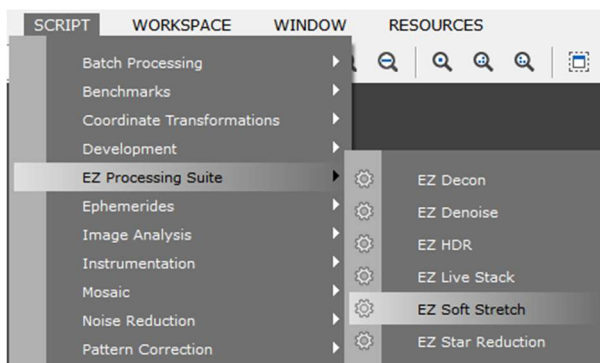 SCRIPT WORKSPACE WINDOW RESOURCES
Batch Processing
Benchmarks
Coordinate Transformations
Development
EZ Processing Suite
Ephemerides
Image Analysis
Instrumentation
Mosaic
Noise Reduction
Pattern Correction
EZ Decon
EZ Denoise
EZ HDR
EZ Live Stack
EZ Soft Stretch
EZ Star Reduction